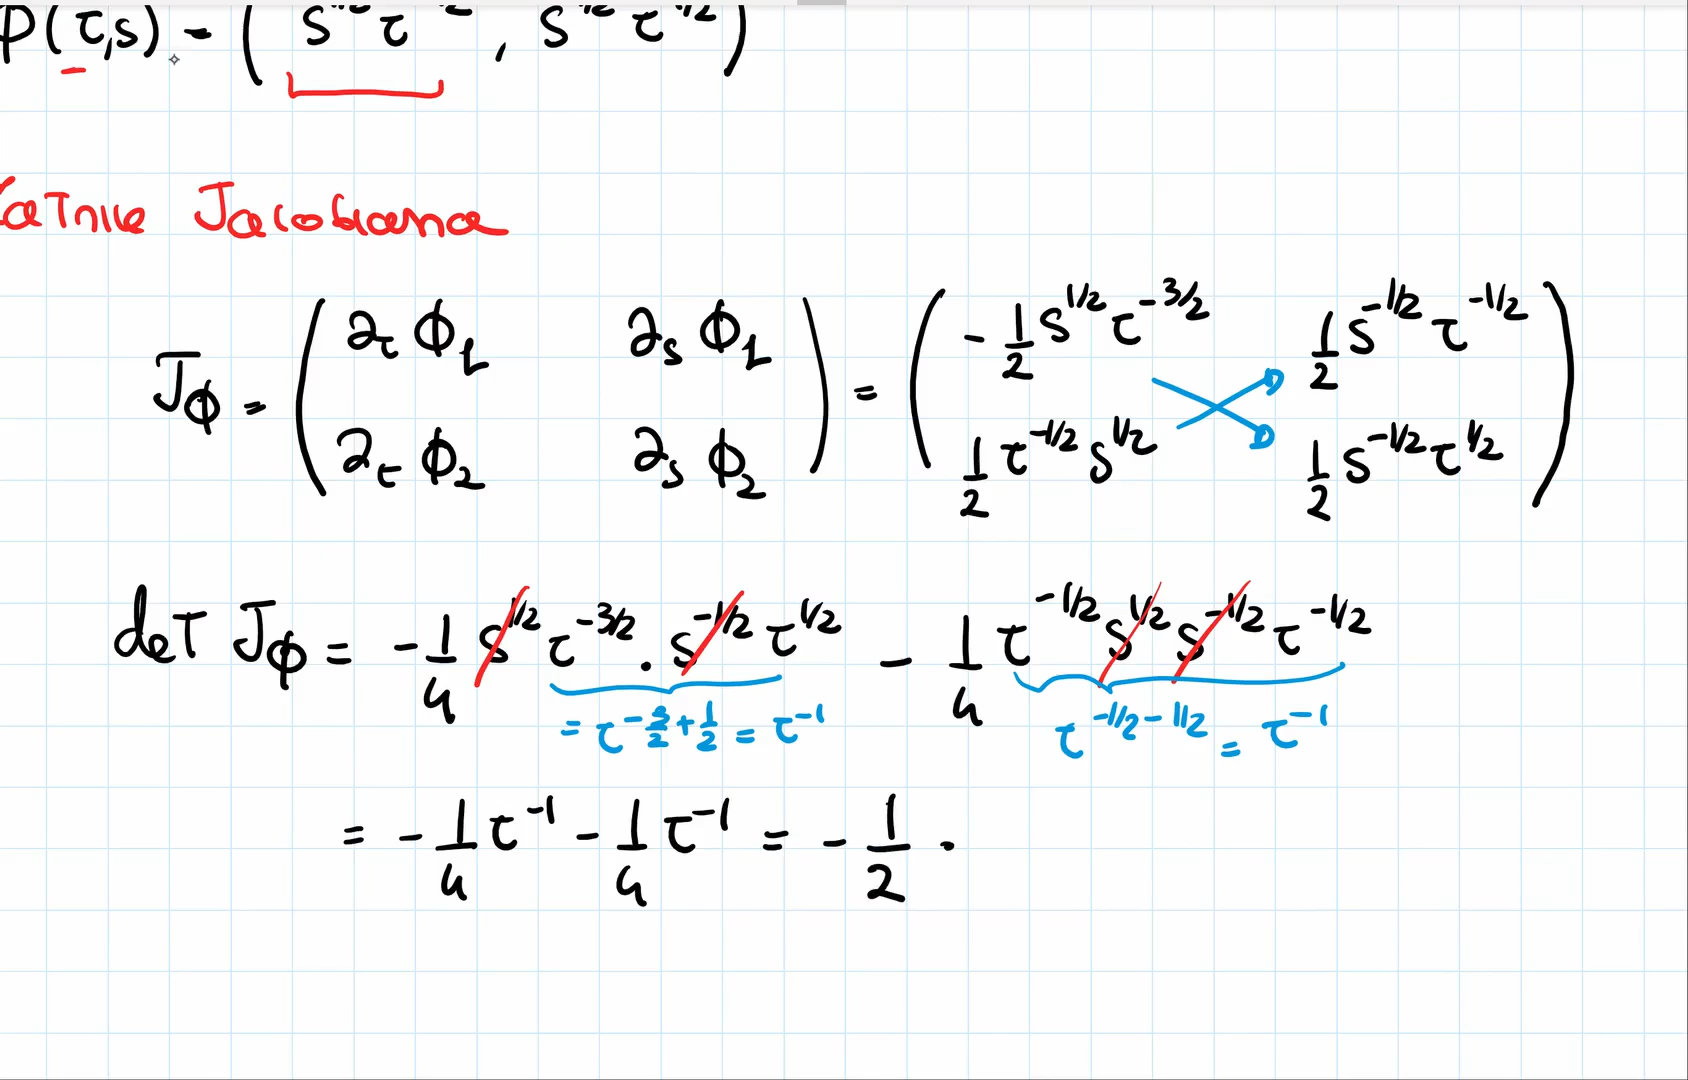 ϕ(τ,s) = ( s^{1/2} τ^{-1/2} , s^{1/2} τ^{1/2} )
Jacobiana
J_ϕ = ( ∂_τ ϕ_1 ∂_s ϕ_1 ; ∂_τ ϕ_2 ∂_s ϕ_2 ) = ( -1/2 s^{1/2} τ^{-3/2} 1/2 s^{-1/2} τ^{-1/2} ; 1/2 τ^{-1/2} s^{1/2} 1/2 s^{-1/2} τ^{1/2} )
det J_ϕ = -1/4 s^{1/2} τ^{-3/2} · s^{-1/2} τ^{1/2} - 1/4 τ^{-1/2} s^{1/2} s^{-1/2} τ^{-1/2}
= τ^{-3/2 + 1/2} = τ^{-1} τ^{-1/2 - 1/2} = τ^{-1}
= -1/4 τ^{-1} - 1/4 τ^{-1} = -1/2 ·